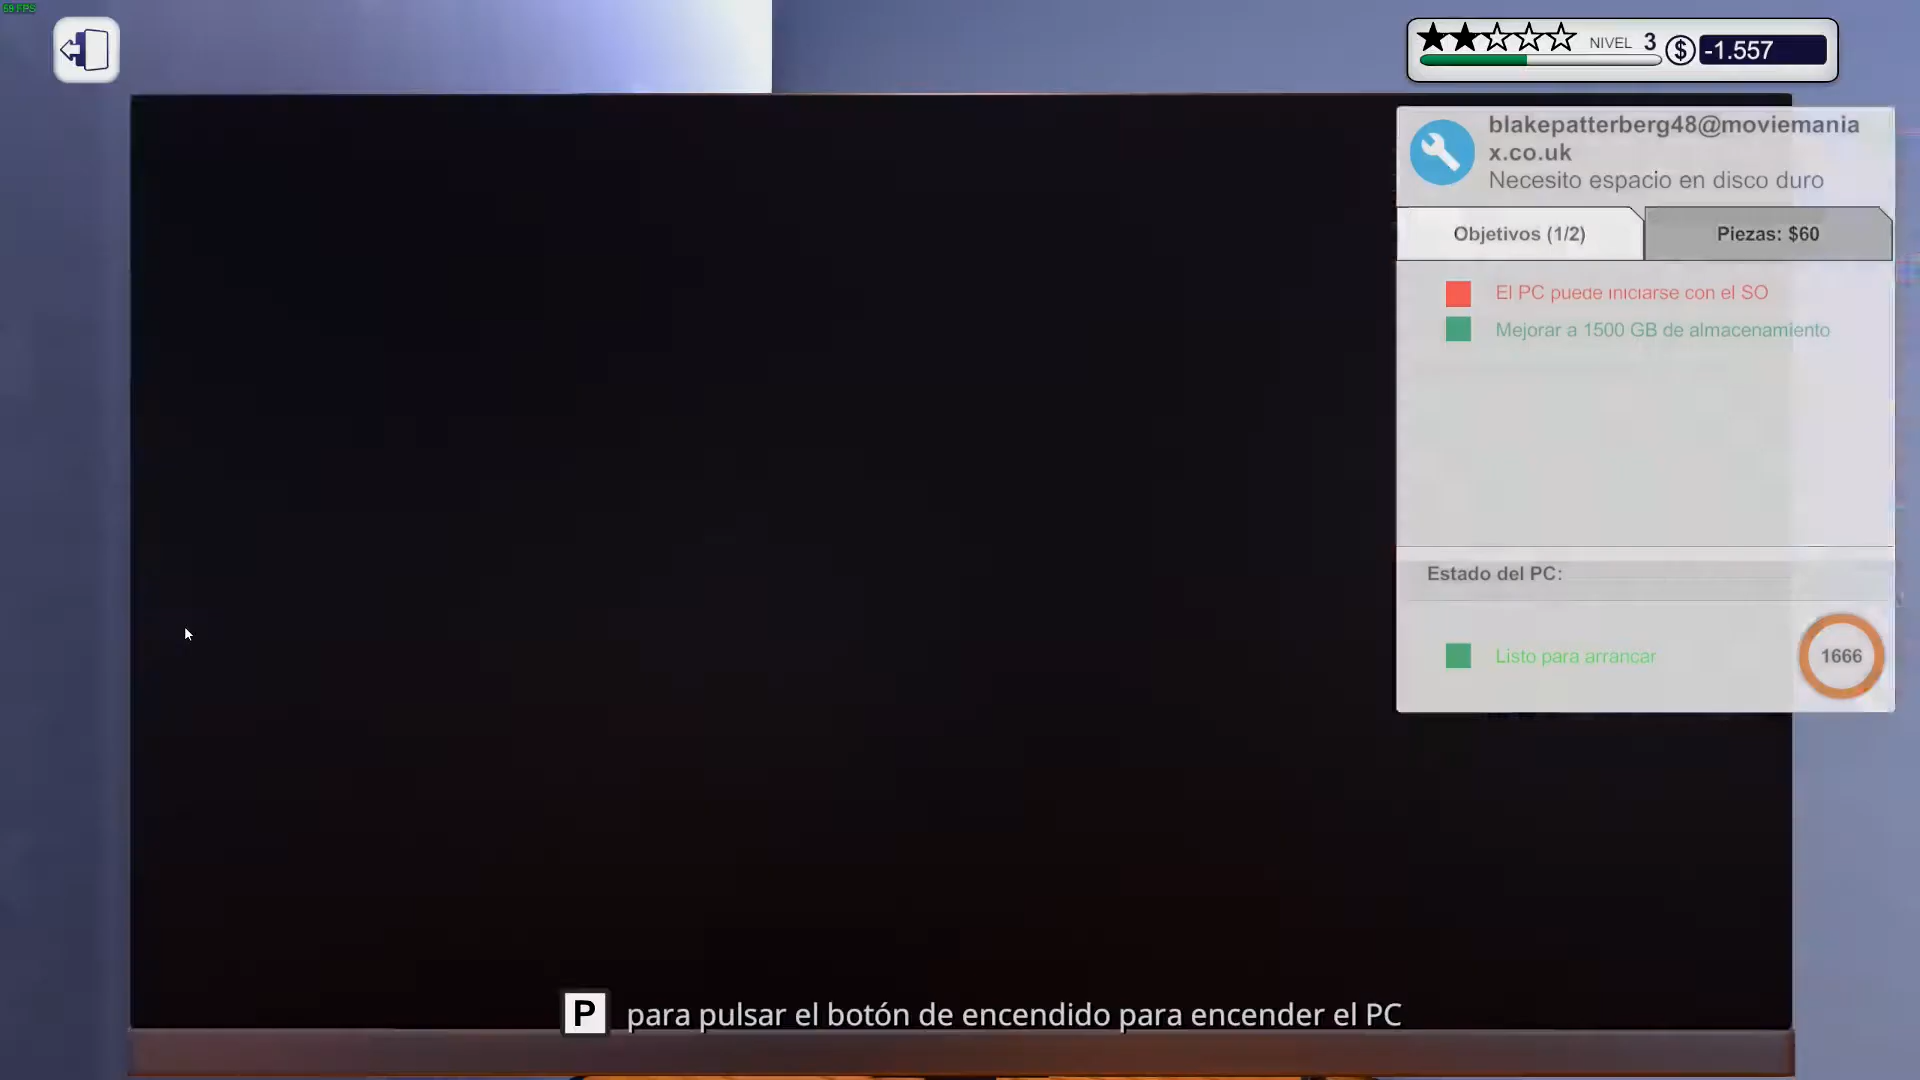 59 FPS
NIVEL 3
$ -1.557
blakepatterberg48@moviemania
x.co.uk
Necesito espacio en disco duro
Objetivos (1/2)
Piezas: $60
El PC puede iniciarse con el SO
Mejorar a 1500 GB de almacenamiento
Estado del PC:
Listo para arrancar
1666
P para pulsar el botón de encendido para encender el PC